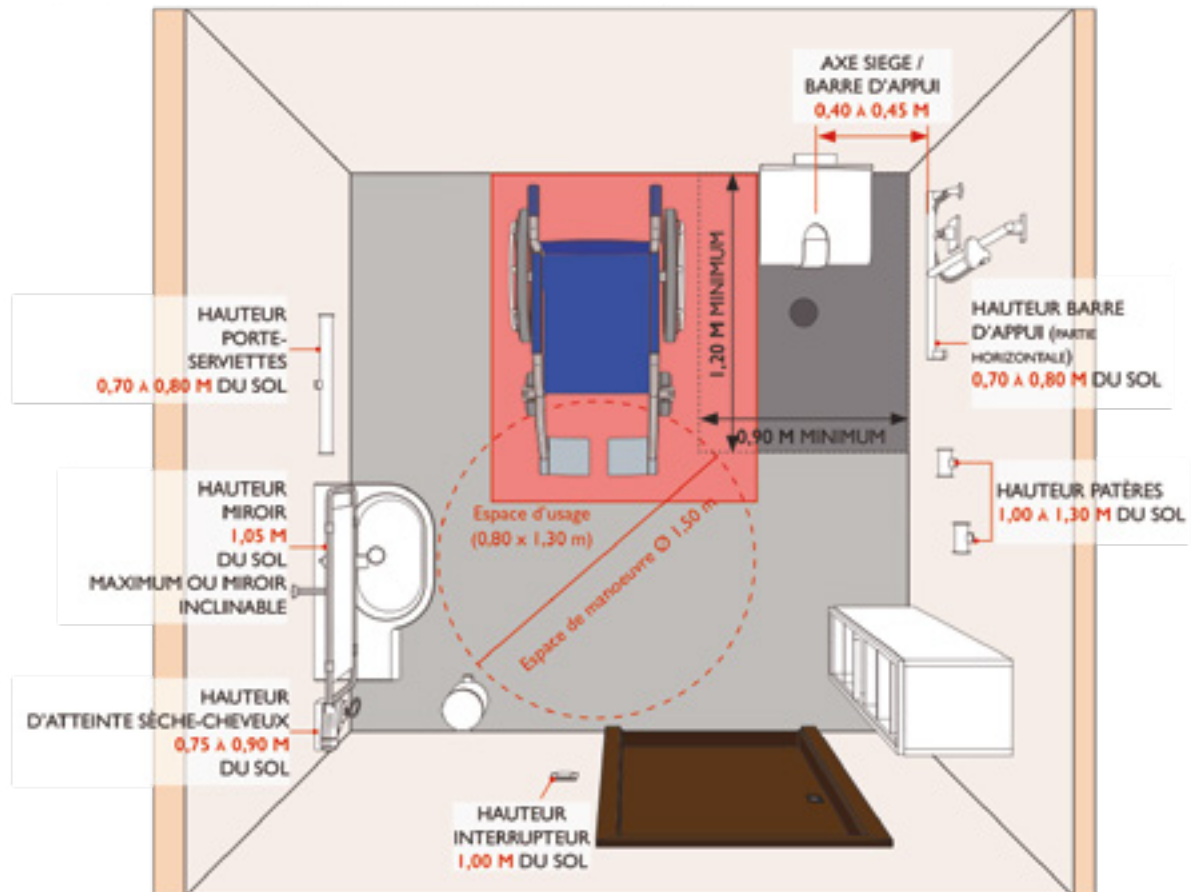 AXE SIEGE /
BARRE D'APPUI
0,40 À 0,45 M
1,20 M MINIMUM
0,90 M MINIMUM
HAUTEUR
PORTE-
SERVIETTES
0,70 À 0,80 M DU SOL
HAUTEUR BARRE
D'APPUI (PARTIE
HORIZONTALE)
0,70 À 0,80 M DU SOL
HAUTEUR
MIROIR
1,05 M
DU SOL
MAXIMUM OU MIROIR
INCLINABLE
Espace d'usage
(0,80 x 1,30 m)
Espace de manoeuvre Ø 1,50 m
HAUTEUR PATÈRES
1,00 À 1,30 M DU SOL
HAUTEUR
D'ATTEINTE SÈCHE-CHEVEUX
0,75 À 0,90 M
DU SOL
HAUTEUR
INTERRUPTEUR
1,00 M DU SOL